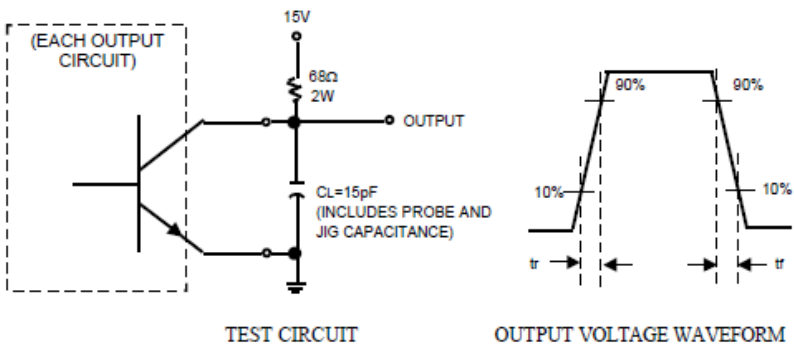 15V
(EACH OUTPUT
CIRCUIT)
68Ω
2W
OUTPUT
CL=15pF
(INCLUDES PROBE AND
JIG CAPACITANCE)
90%
90%
10%
10%
tr
tf
TEST CIRCUIT
OUTPUT VOLTAGE WAVEFORM